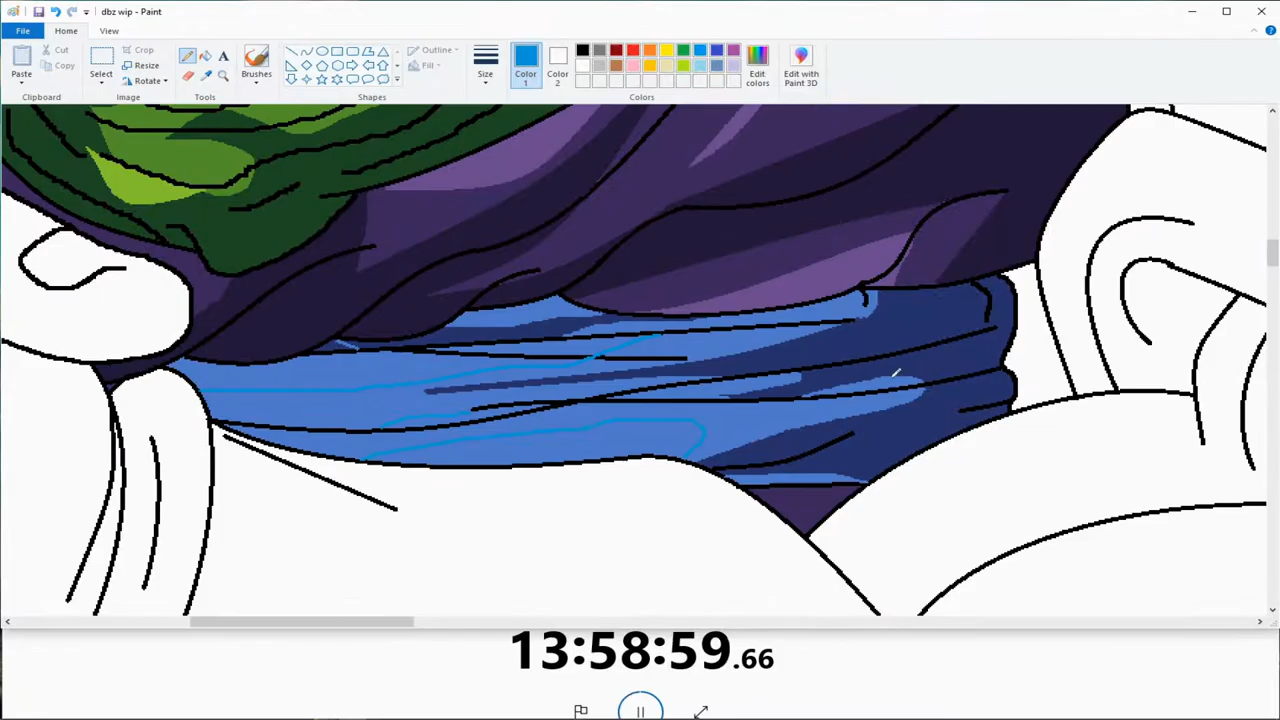 dbz wip - Paint
File
Home
View
Paste
Cut
Copy
Clipboard
Select
Crop
Resize
Rotate
Image
A
Tools
Brushes
Outline
Fill
Shapes
Size
Color 1
Color 2
Edit colors
Colors
Edit with Paint 3D
13:58:59.66